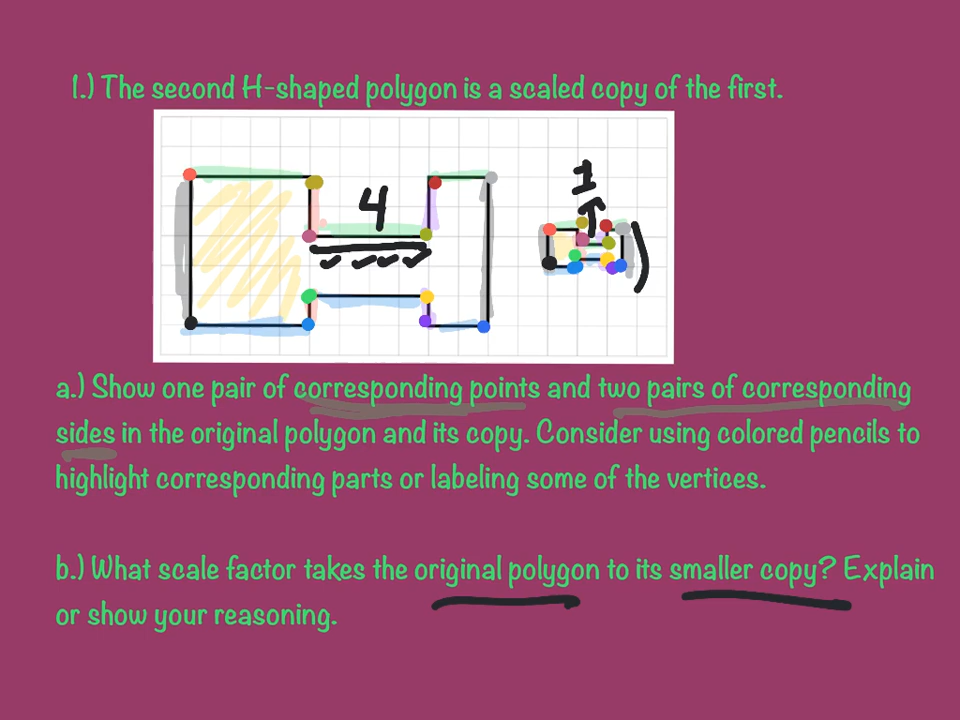 1.) The second H-shaped polygon is a scaled copy of the first.
4
1
a.) Show one pair of corresponding points and two pairs of corresponding
sides in the original polygon and its copy. Consider using colored pencils to
highlight corresponding parts or labeling some of the vertices.
b.) What scale factor takes the original polygon to its smaller copy? Explain
or show your reasoning.